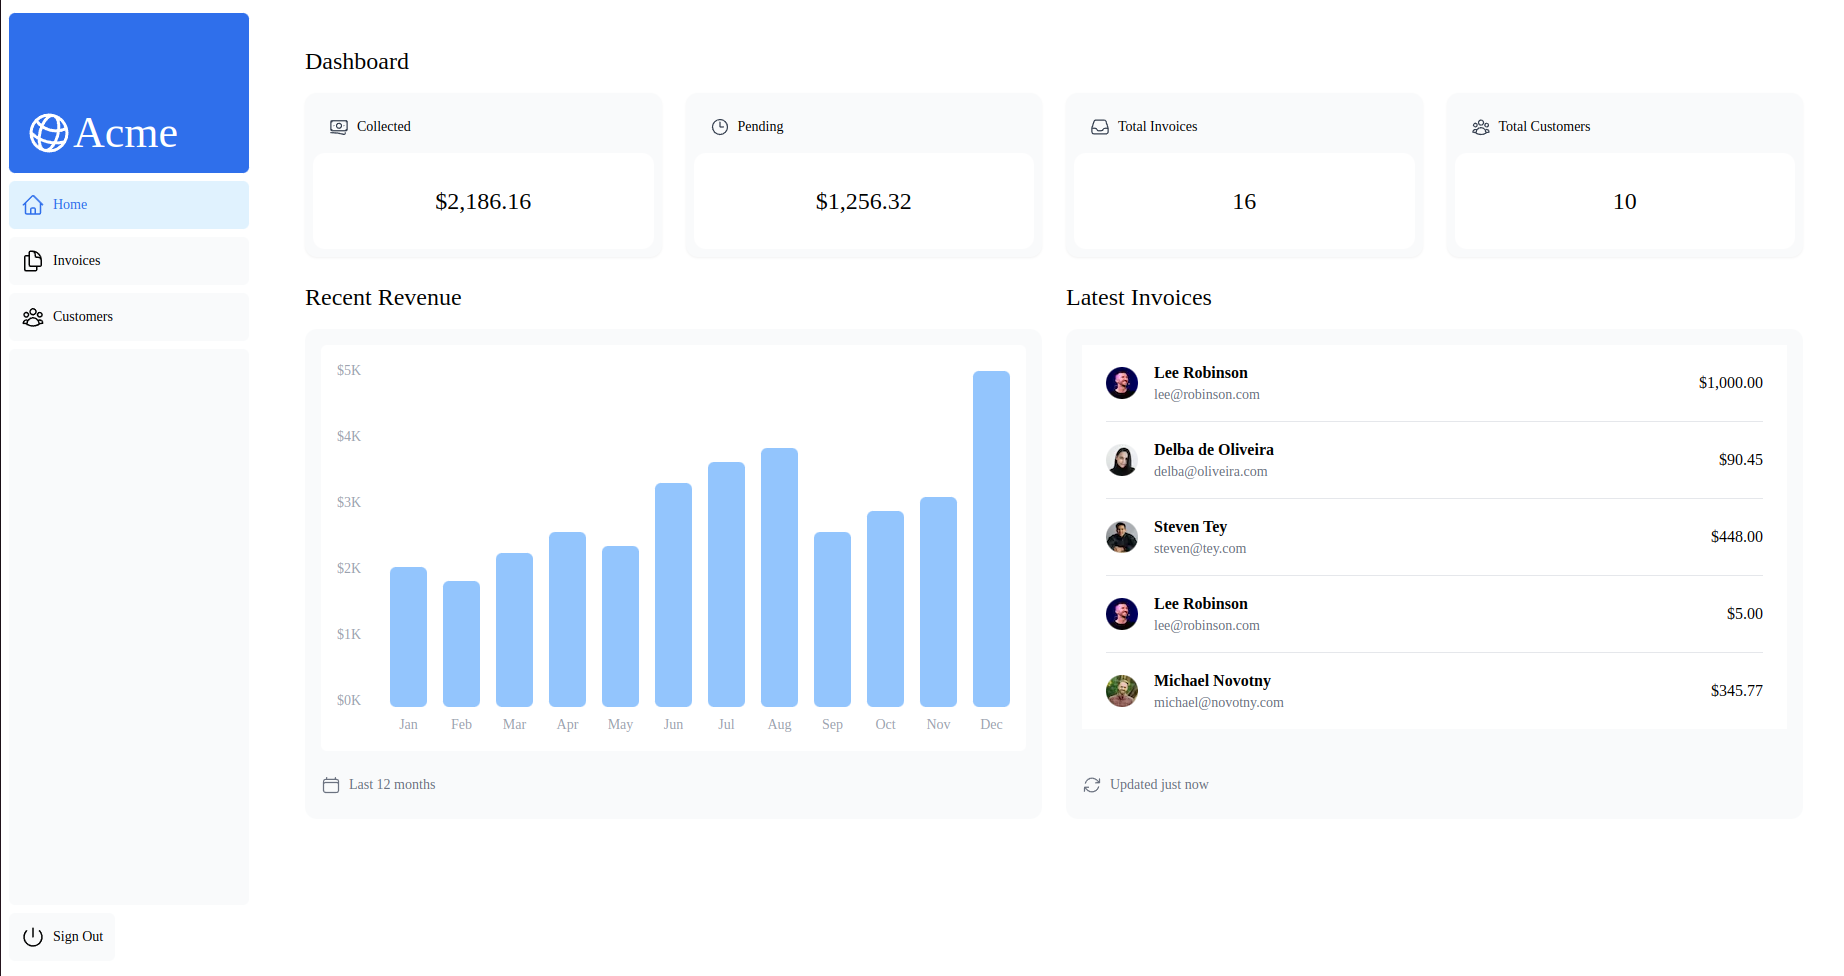 Acme
Home
Invoices
Customers
Sign Out
Dashboard
Collected
$2,186.16
Pending
$1,256.32
Total Invoices
16
Total Customers
10
Recent Revenue
$5K
$4K
$3K
$2K
$1K
$0K
Jan Feb Mar Apr May Jun Jul Aug Sep Oct Nov Dec
Last 12 months
Latest Invoices
Lee Robinson
lee@robinson.com
$1,000.00
Delba de Oliveira
delba@oliveira.com
$90.45
Steven Tey
steven@tey.com
$448.00
Lee Robinson
lee@robinson.com
$5.00
Michael Novotny
michael@novotny.com
$345.77
Updated just now